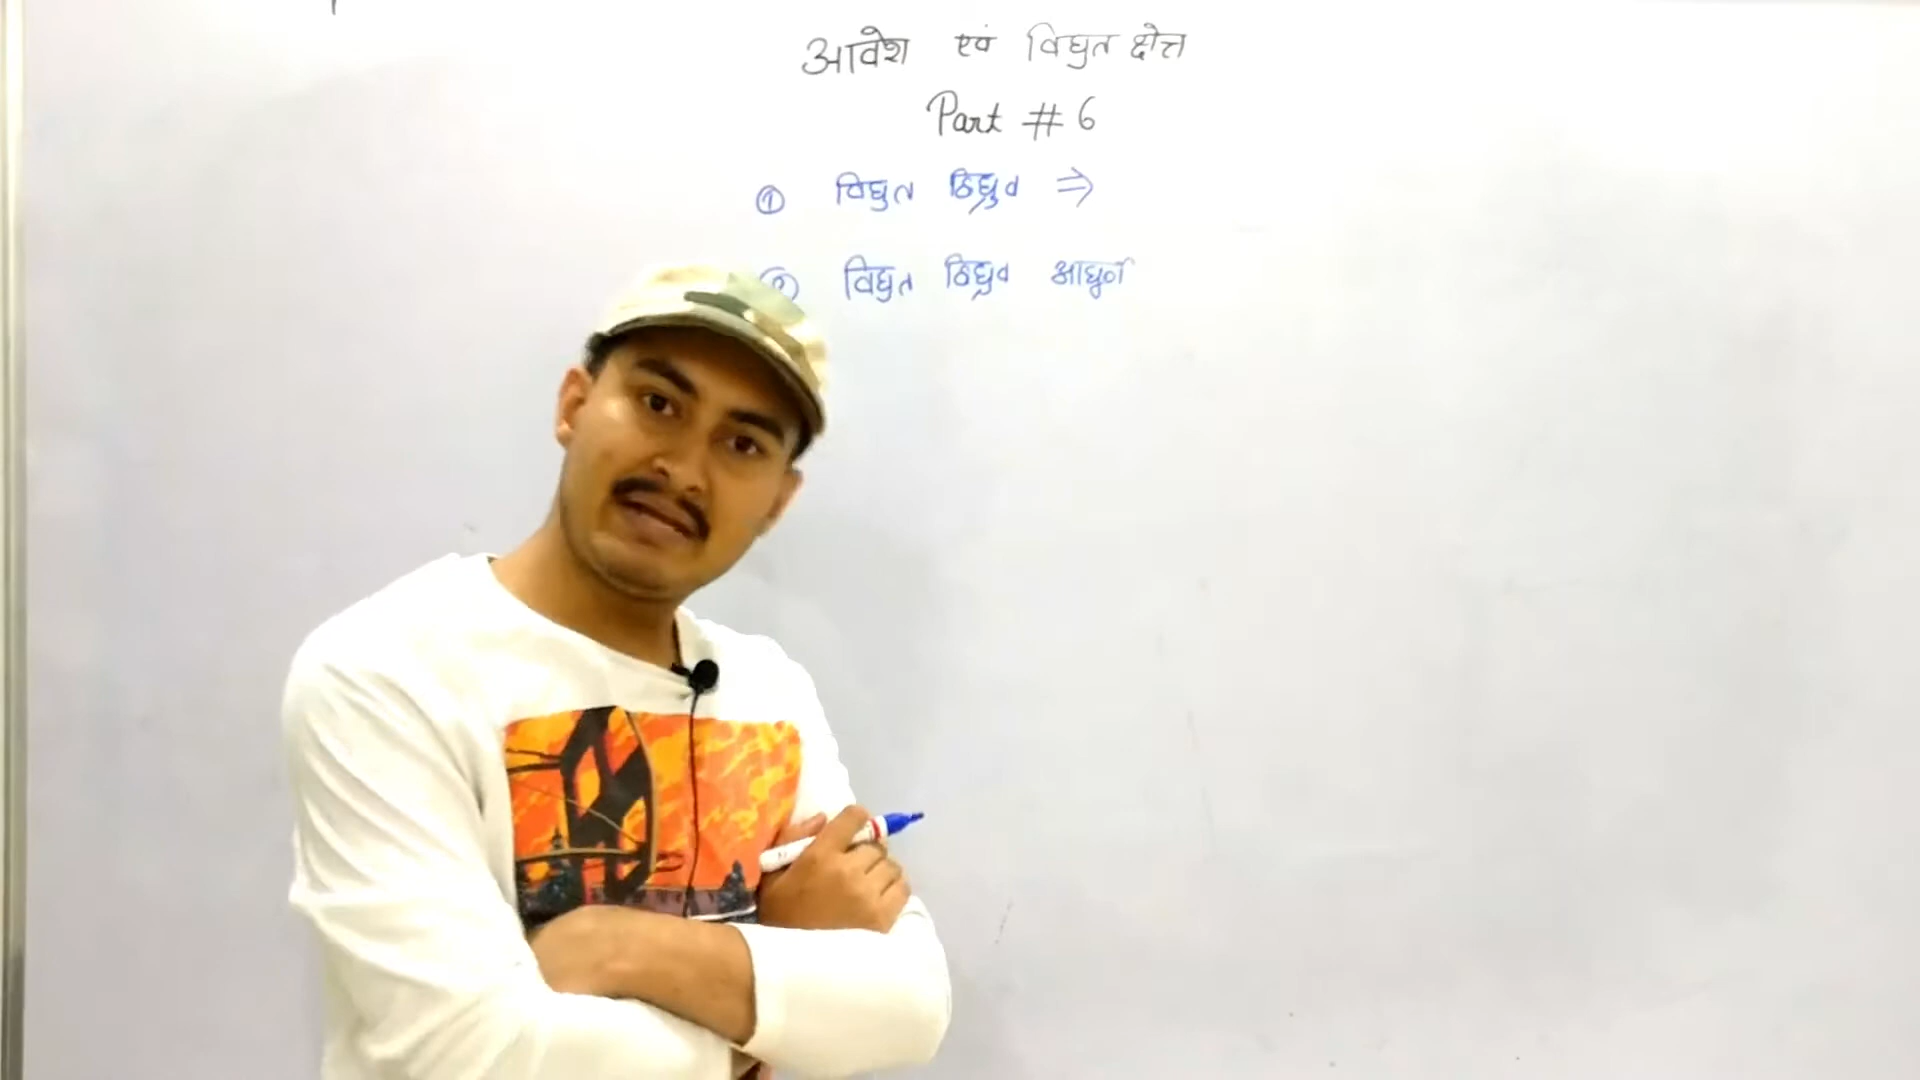 आवेश एवं विद्युत क्षेत्र
Part # 6
① विद्युत द्विध्रुव ⇒
② विद्युत द्विध्रुव आघूर्ण